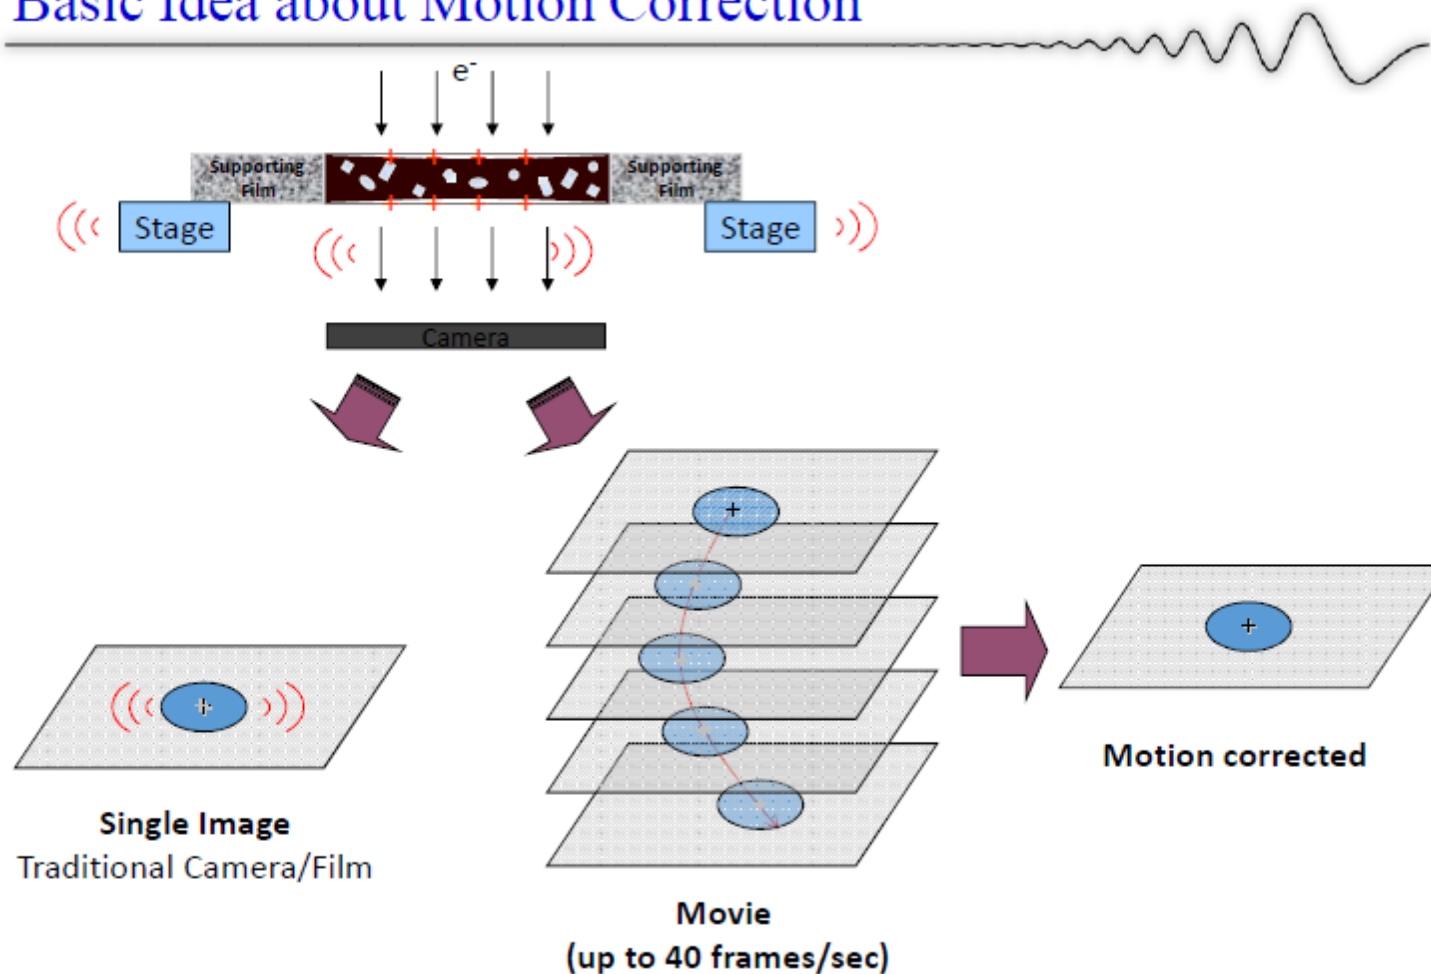 Basic Idea about Motion Correction
e-
Supporting
Film
Supporting
Film
Stage
Stage
Camera
Single Image
Traditional Camera/Film
Movie
(up to 40 frames/sec)
Motion corrected